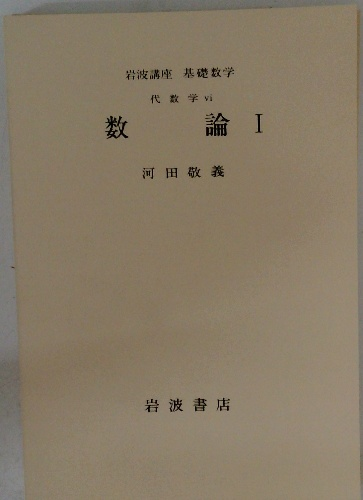 岩波講座 基礎数学
代数学 vi
数論 I
河田敬義
岩波書店